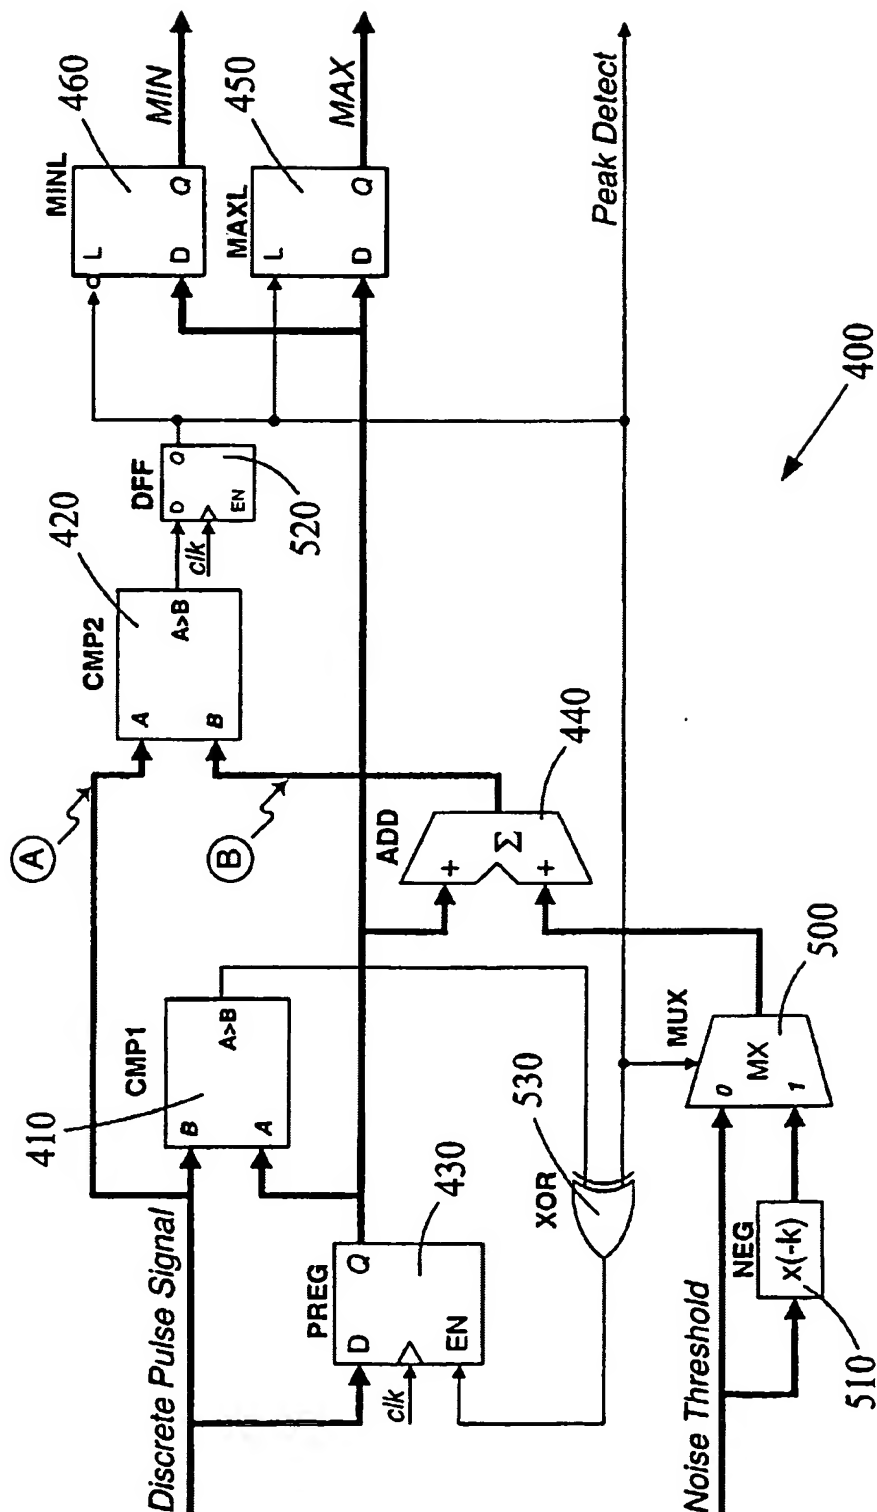 Discrete Pulse Signal
410
CMP1
B
A
A>B
A
B
CMP2
420
A
B
A>B
DFF
D
Q
EN
clk
520
MINL
460
L
D
Q
MIN
MAXL
450
L
D
Q
MAX
PREG
430
D
Q
EN
clk
ADD
+
+
Σ
440
XOR
530
Peak Detect
Noise Threshold
NEG
x(-k)
510
MUX
0
1
MX
500
400